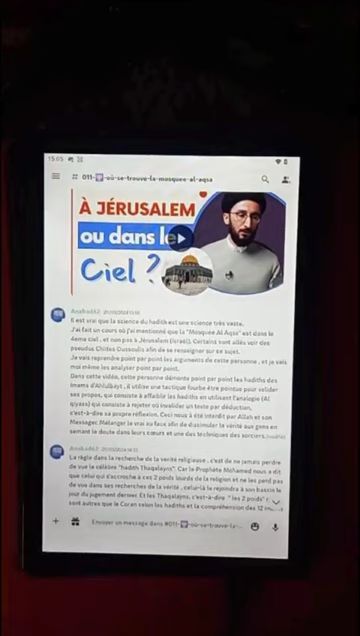 15:05
# 011-🕎-où-se-trouve-la-mosquee-al-aqsa
À JÉRUSALEM
ou dans le
Ciel ?
Il est vrai que la science du hadith est une science très vaste.
J'ai fait un cours où j'ai mentionné que la "Mosquée Al Aqsa" est dans le
4eme ciel, et non pas à Jérusalem (Israël). Certains sont allés voir des
pseudos Chiites Oussoulis afin de se renseigner sur ce sujet.
Je vais reprendre point par point les arguments de cette personne, et je vais
moi même les analyser point par point.
Dans cette vidéo, cette personne démonte point par point les hadiths des
imams d'Ahlulbayt, il utilise une tactique fourbe être pointue pour valider
ses propos, qui consiste à affaiblir les hadiths en utilisant l'analogie (Al
qiyass) qui consiste à rejeter ou invalider un texte par déduction,
c'est-à-dire sa propre réflexion. Ceci nous a été interdit par Allah et son
Messager. Mélanger le vrai au faux afin de dissimuler la vérité aux gens en
semant le doute dans leurs cœurs et une des techniques des sorciers.
La règle dans la recherche de la vérité religieuse, c'est de ne jamais perdre
de vue le célèbre "hadith Thaqalayns". Car le Prophète Mohamed nous a dit
que celui qui s'accroche à ces 2 poids lourds de la religion et ne les perd pas
de vue dans ses recherches de la vérité, celui-là le rejoindra à son bassin le
jour du jugement dernier. Et les Thaqalayns, c'est-à-dire "les 2 poids"
sont autres que le Coran selon les hadiths et la compréhension des 12
Envoyer un message dans #011-🕎-où-se-trouve-la-...